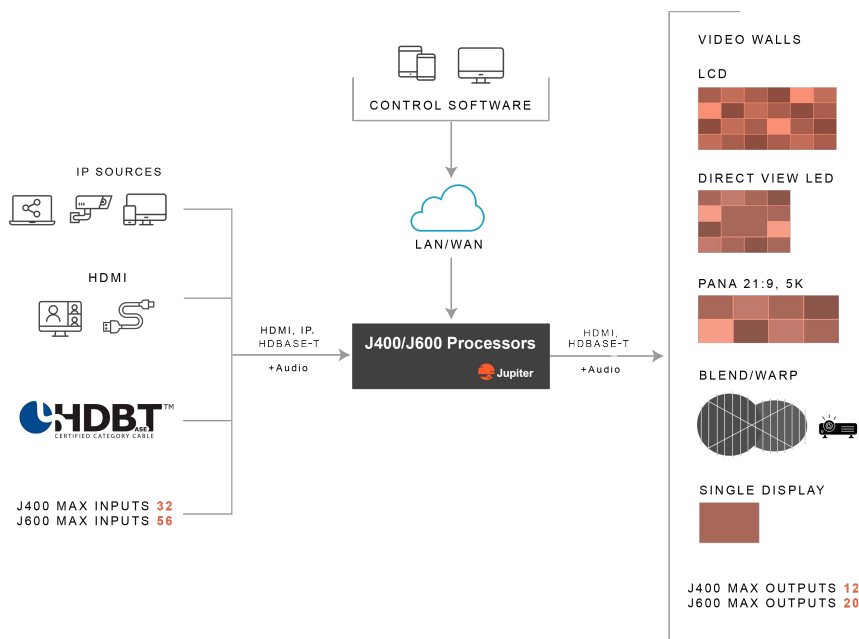 CONTROL SOFTWARE
LAN/WAN
IP SOURCES
HDMI
HDBT™
ASE
CERTIFIED CATEGORY CABLE
J400 MAX INPUTS 32
J600 MAX INPUTS 56
HDMI, IP,
HDBASE-T
+Audio
J400/J600 Processors
Jupiter
HDMI,
HDBASE-T
+Audio
VIDEO WALLS
LCD
DIRECT VIEW LED
PANA 21:9, 5K
BLEND/WARP
SINGLE DISPLAY
J400 MAX OUTPUTS 12
J600 MAX OUTPUTS 20